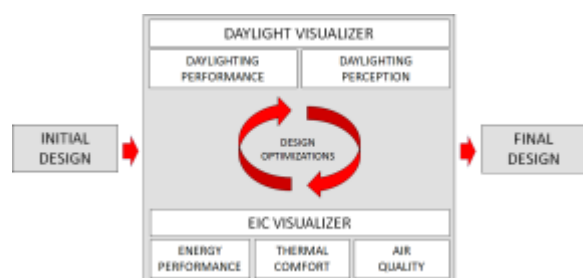 DAYLIGHT VISUALIZER
DAYLIGHTING
PERFORMANCE
DAYLIGHTING
PERCEPTION
INITIAL
DESIGN
DESIGN
OPTIMIZATIONS
FINAL
DESIGN
EIC VISUALIZER
ENERGY
PERFORMANCE
THERMAL
COMFORT
AIR
QUALITY